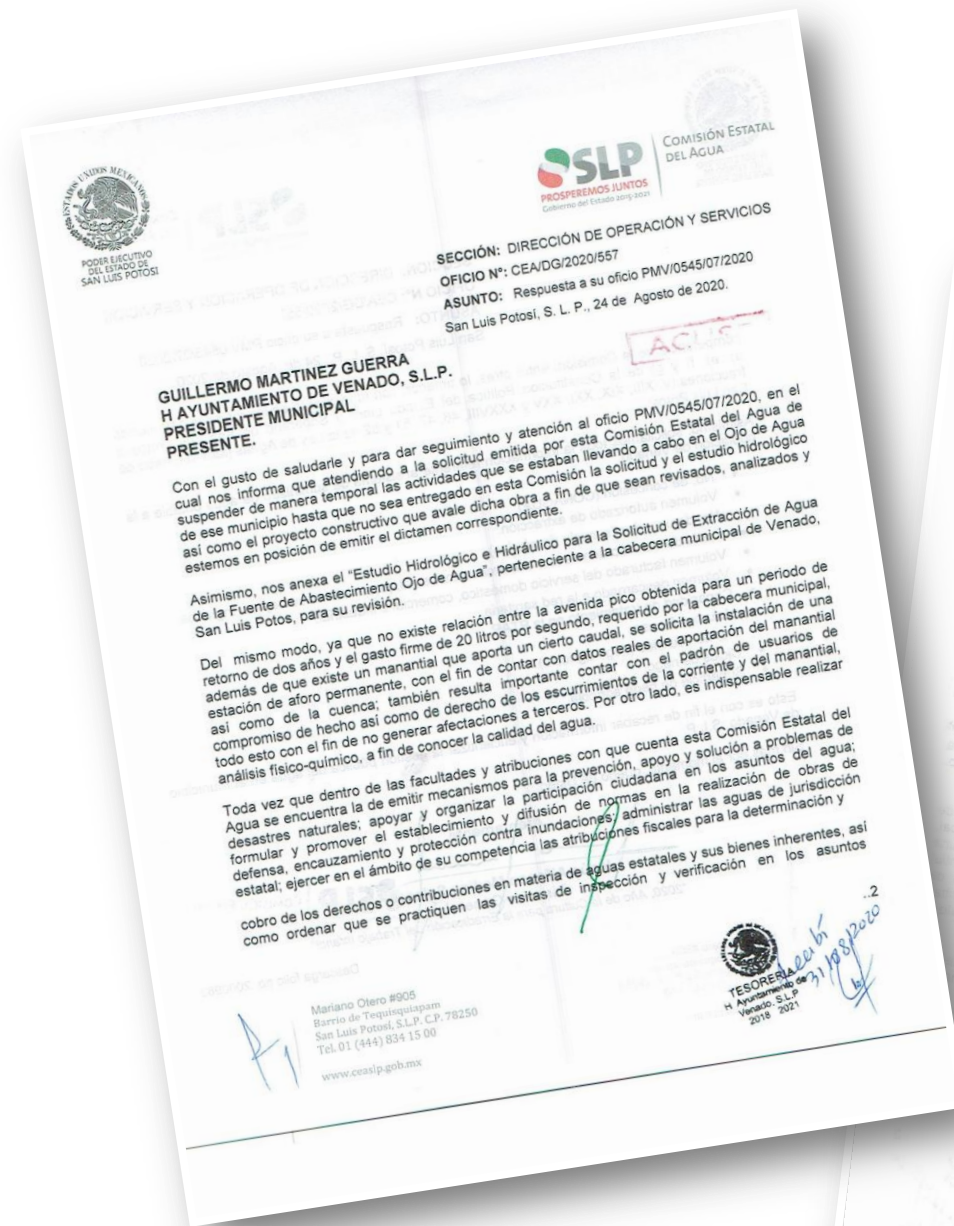 ESTADOS UNIDOS MEXICANOS
PODER EJECUTIVO
DEL ESTADO DE
SAN LUIS POTOSÍ
SLP
PROSPEREMOS JUNTOS
Gobierno del Estado 2015-2021
COMISIÓN ESTATAL
DEL AGUA
SECCIÓN: DIRECCIÓN DE OPERACIÓN Y SERVICIOS
OFICIO N°: CEA/DG/2020/557
ASUNTO: Respuesta a su oficio PMV/0545/07/2020
San Luis Potosí, S. L. P., 24 de Agosto de 2020.
GUILLERMO MARTINEZ GUERRA
H AYUNTAMIENTO DE VENADO, S.L.P.
PRESIDENTE MUNICIPAL
PRESENTE.
Con el gusto de saludarle y para dar seguimiento y atención al oficio PMV/0545/07/2020, en el
cual nos informa que atendiendo a la solicitud emitida por esta Comisión Estatal del Agua de
suspender de manera temporal las actividades que se estaban llevando a cabo en el Ojo de Agua
de ese municipio hasta que no sea entregado en esta Comisión la solicitud y el estudio hidrológico
así como el proyecto constructivo que avale dicha obra a fin de que sean revisados, analizados y
estemos en posición de emitir el dictamen correspondiente.
Asimismo, nos anexa el "Estudio Hidrológico e Hidráulico para la Solicitud de Extracción de Agua
de la Fuente de Abastecimiento Ojo de Agua", perteneciente a la cabecera municipal de Venado,
San Luis Potos, para su revisión.
Del mismo modo, ya que no existe relación entre la avenida pico obtenida para un periodo de
retorno de dos años y el gasto firme de 20 litros por segundo, requerido por la cabecera municipal,
además de que existe un manantial que aporta un cierto caudal, se solicita la instalación de una
estación de aforo permanente, con el fin de contar con datos reales de aportación del manantial
así como de la cuenca; también resulta importante contar con el padrón de usuarios de
compromiso de hecho así como de derecho de los escurrimientos de la corriente y del manantial,
todo esto con el fin de no generar afectaciones a terceros. Por otro lado, es indispensable realizar
análisis físico-químico, a fin de conocer la calidad del agua.
Toda vez que dentro de las facultades y atribuciones con que cuenta esta Comisión Estatal del
Agua se encuentra la de emitir mecanismos para la prevención, apoyo y solución a problemas de
desastres naturales; apoyar y organizar la participación ciudadana en los asuntos del agua;
formular y promover el establecimiento y difusión de normas en la realización de obras de
defensa, encauzamiento y protección contra inundaciones; administrar las aguas de jurisdicción
estatal; ejercer en el ámbito de su competencia las atribuciones fiscales para la determinación y
cobro de los derechos o contribuciones en materia de aguas estatales y sus bienes inherentes, así
como ordenar que se practiquen las visitas de inspección y verificación en los asuntos
..2
TESORERIA
H Ayuntamiento de
Venado. S.L.P
2018 2021
Recibí
31/08/2020
Mariano Otero #905
Barrio de Tequisquiapam
San Luis Potosí, S.L.P. C.P. 78250
Tel. 01 (444) 834 15 00
www.ceaslp.gob.mx